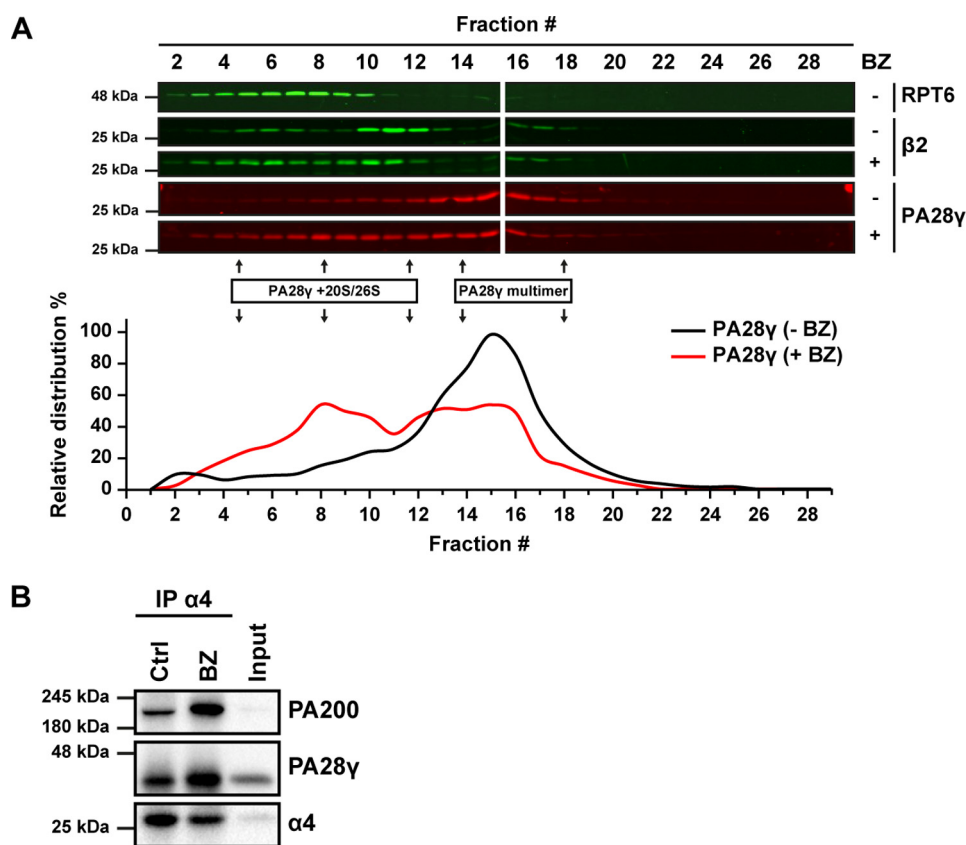 A
Fraction #
2 4 6 8 10 12 14 16 18 20 22 24 26 28 BZ
48 kDa - RPT6
25 kDa -
β2
25 kDa +
25 kDa -
PA28γ
25 kDa +
PA28γ +20S/26S PA28γ multimer
Relative distribution %
100
80
60
40
20
0
PA28γ (- BZ)
PA28γ (+ BZ)
0 2 4 6 8 10 12 14 16 18 20 22 24 26 28
Fraction #
B
IP α4
Ctrl BZ Input
245 kDa
PA200
180 kDa
48 kDa
PA28γ
α4
25 kDa